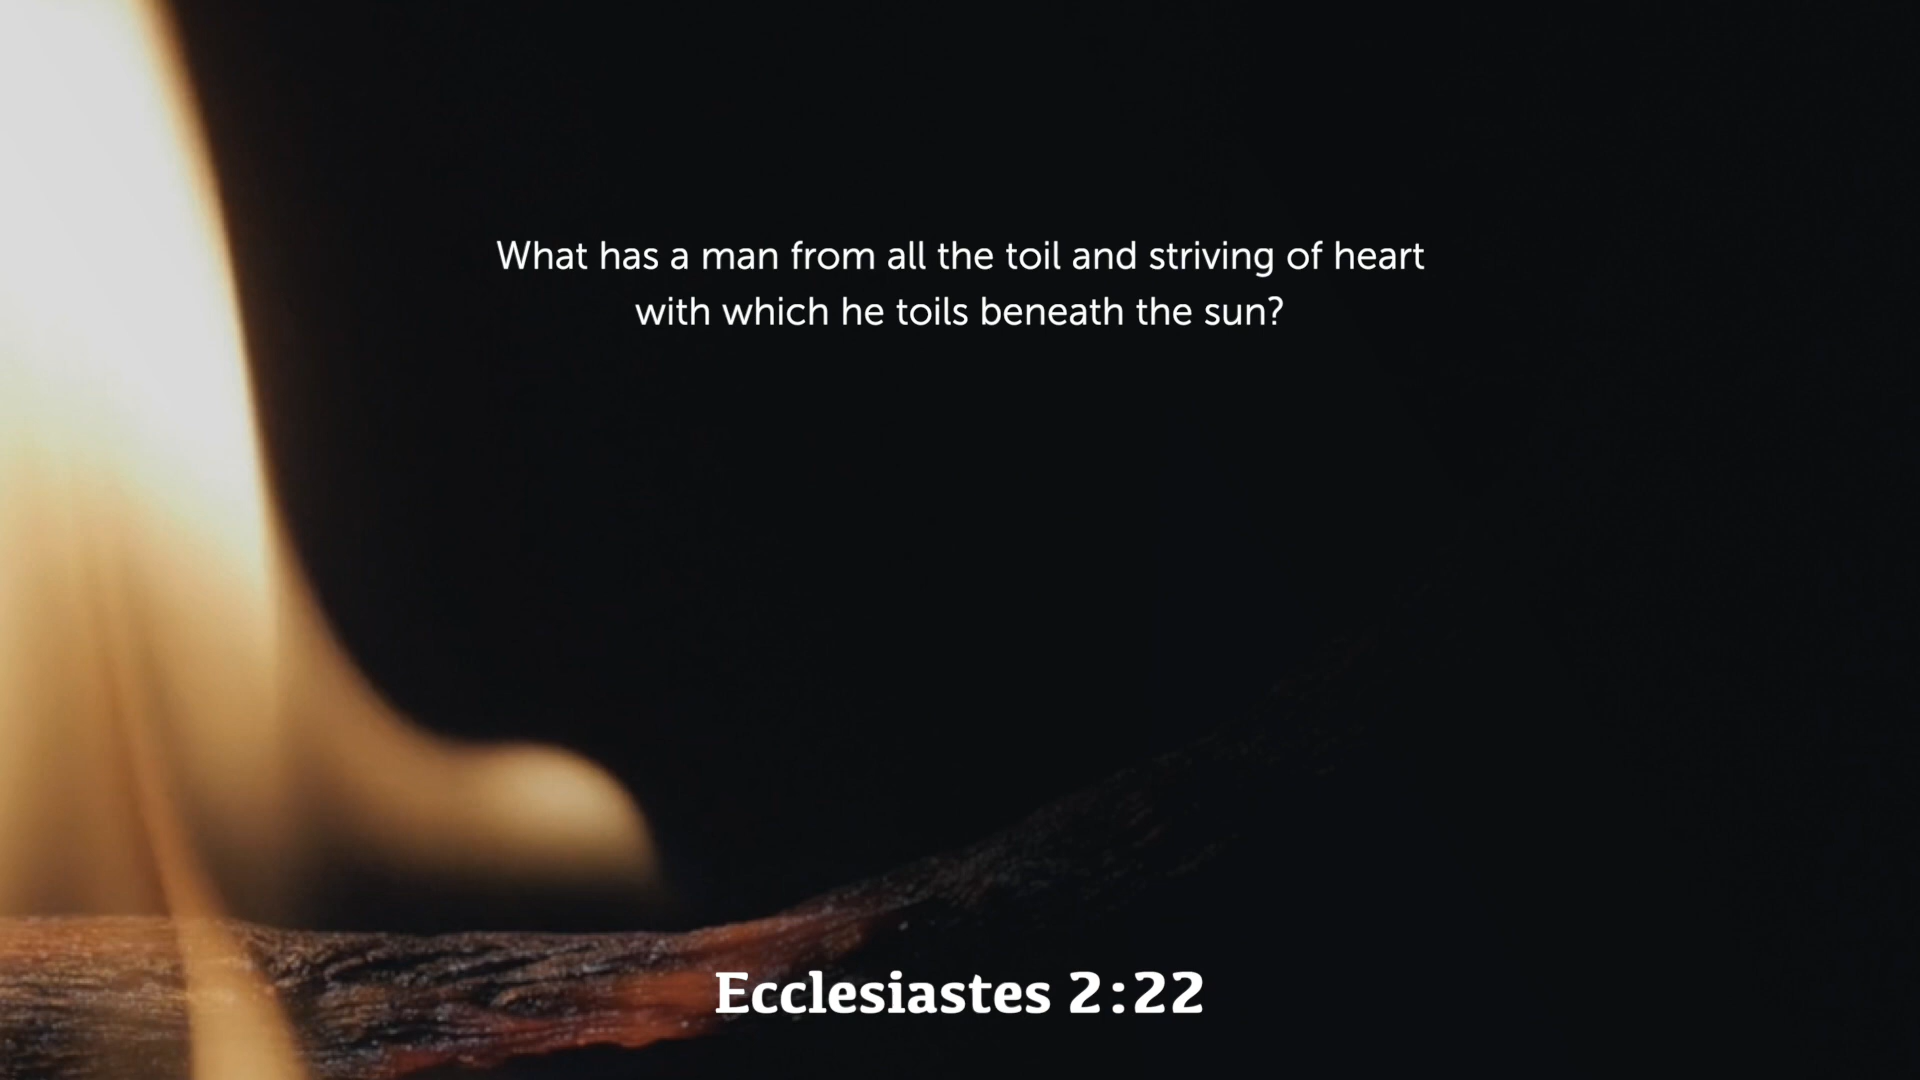 What has a man from all the toil and striving of heart
with which he toils beneath the sun?
Ecclesiastes 2:22